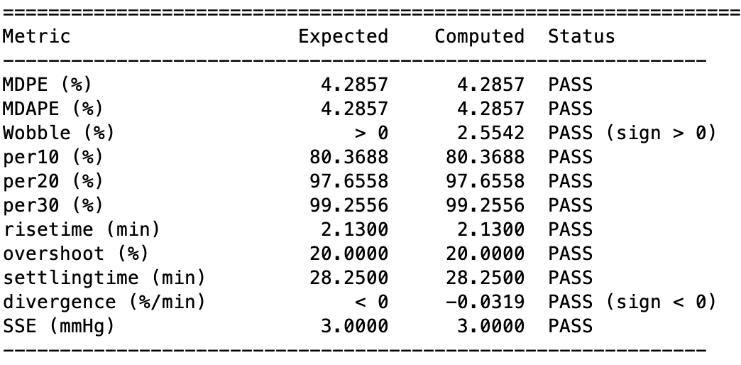 =================================================================
Metric Expected Computed Status
---------------------------------------------------------------
MDPE (%) 4.2857 4.2857 PASS
MDAPE (%) 4.2857 4.2857 PASS
Wobble (%) > 0 2.5542 PASS (sign > 0)
per10 (%) 80.3688 80.3688 PASS
per20 (%) 97.6558 97.6558 PASS
per30 (%) 99.2556 99.2556 PASS
risetime (min) 2.1300 2.1300 PASS
overshoot (%) 20.0000 20.0000 PASS
settlingtime (min) 28.2500 28.2500 PASS
divergence (%/min) < 0 -0.0319 PASS (sign < 0)
SSE (mmHg) 3.0000 3.0000 PASS
---------------------------------------------------------------